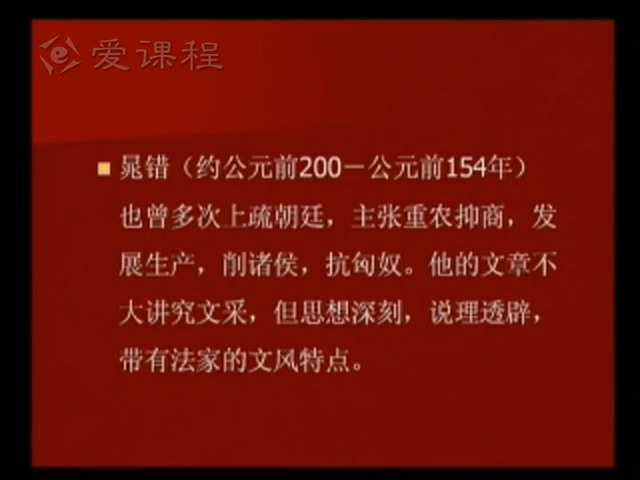 爱课程
晁错（约公元前200－公元前154年）
也曾多次上疏朝廷，主张重农抑商，发
展生产，削诸侯，抗匈奴。他的文章不
大讲究文采，但思想深刻，说理透辟，
带有法家的文风特点。